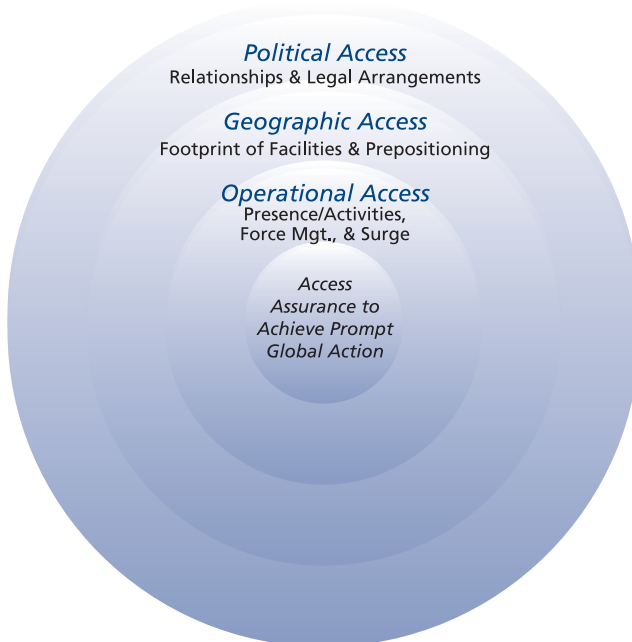 Political Access
Relationships & Legal Arrangements
Geographic Access
Footprint of Facilities & Prepositioning
Operational Access
Presence/Activities,
Force Mgt., & Surge
Access
Assurance to
Achieve Prompt
Global Action